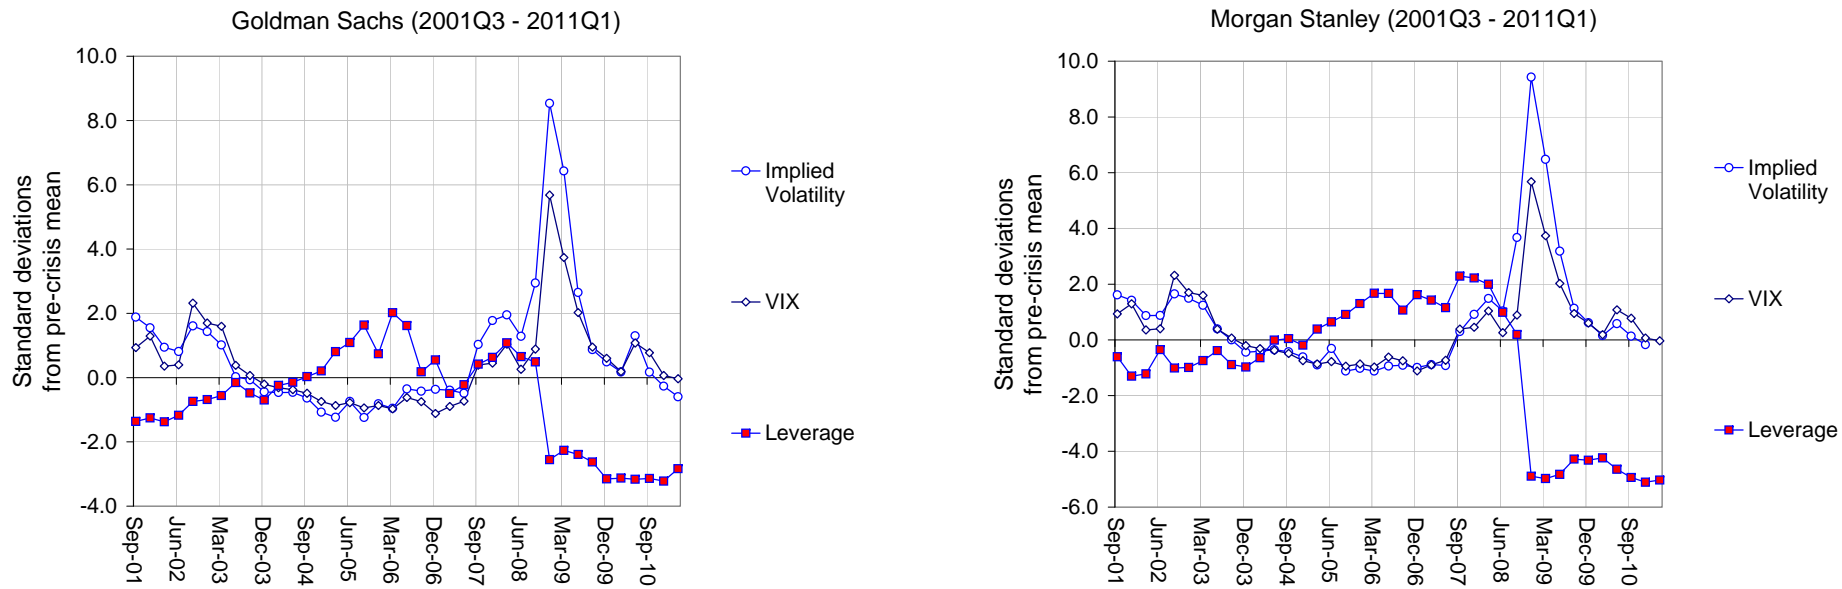 Goldman Sachs (2001Q3 - 2011Q1)
10.0
8.0
6.0
4.0
2.0
0.0
-2.0
-4.0
Standard deviations
from pre-crisis mean
Sep-01
Jun-02
Mar-03
Dec-03
Sep-04
Jun-05
Mar-06
Dec-06
Sep-07
Jun-08
Mar-09
Dec-09
Sep-10
Implied
Volatility
VIX
Leverage
Morgan Stanley (2001Q3 - 2011Q1)
10.0
8.0
6.0
4.0
2.0
0.0
-2.0
-4.0
-6.0
Standard deviations
from pre-crisis mean
Sep-01
Jun-02
Mar-03
Dec-03
Sep-04
Jun-05
Mar-06
Dec-06
Sep-07
Jun-08
Mar-09
Dec-09
Sep-10
Implied
Volatility
VIX
Leverage